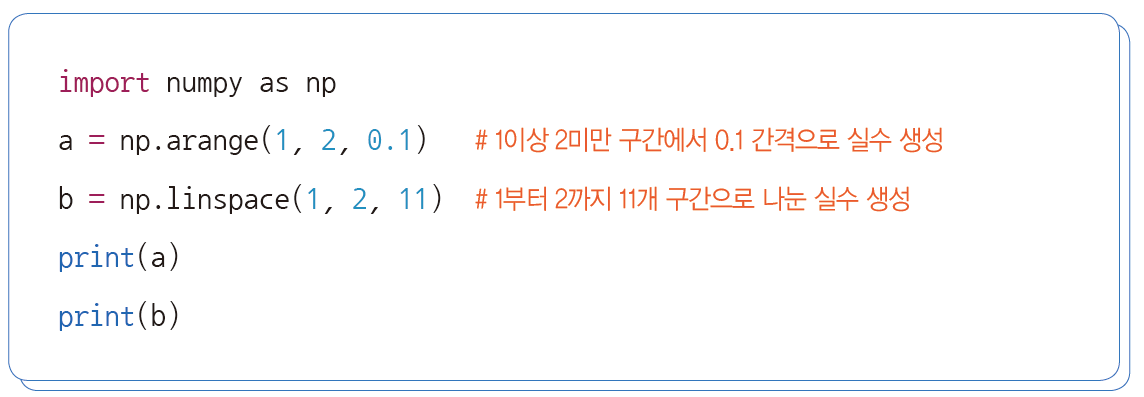 import numpy as np
a = np.arange(1, 2, 0.1) # 1이상 2미만 구간에서 0.1 간격으로 실수 생성
b = np.linspace(1, 2, 11) # 1부터 2까지 11개 구간으로 나눈 실수 생성
print(a)
print(b)